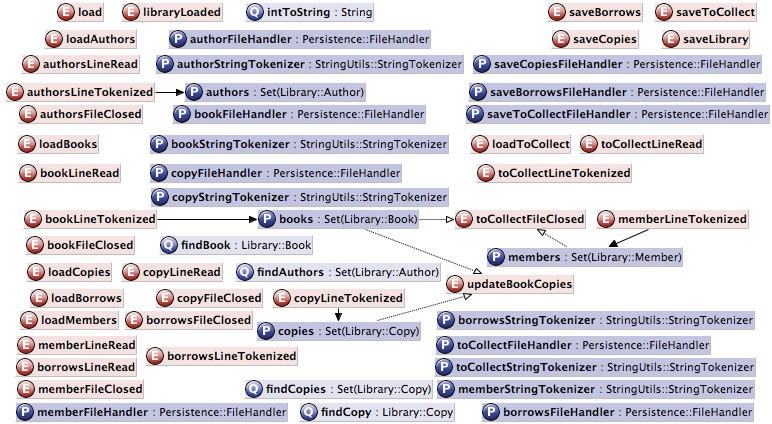 E load E libraryLoaded Q intToString : String E saveBorrows E saveToCollect
E loadAuthors P authorFileHandler : Persistence::FileHandler E saveCopies E saveLibrary
E authorsLineRead P authorStringTokenizer : StringUtils::StringTokenizer P saveCopiesFileHandler : Persistence::FileHandler
E authorsLineTokenized P authors : Set(Library::Author) P saveBorrowsFileHandler : Persistence::FileHandler
E authorsFileClosed P bookFileHandler : Persistence::FileHandler P saveToCollectFileHandler : Persistence::FileHandler
E loadBooks P bookStringTokenizer : StringUtils::StringTokenizer E loadToCollect E toCollectLineRead
E bookLineRead P copyFileHandler : Persistence::FileHandler E toCollectLineTokenized
P copyStringTokenizer : StringUtils::StringTokenizer
E bookLineTokenized P books : Set(Library::Book) E toCollectFileClosed E memberLineTokenized
E bookFileClosed Q findBook : Library::Book P members : Set(Library::Member)
E loadCopies E copyLineRead Q findAuthors : Set(Library::Author) E updateBookCopies
E loadBorrows E copyFileClosed E copyLineTokenized
E loadMembers E borrowsFileClosed P copies : Set(Library::Copy) P borrowsStringTokenizer : StringUtils::StringTokenizer
E memberLineRead P toCollectFileHandler : Persistence::FileHandler
E borrowsLineRead E borrowsLineTokenized P toCollectStringTokenizer : StringUtils::StringTokenizer
E memberFileClosed Q findCopies : Set(Library::Copy) P memberStringTokenizer : StringUtils::StringTokenizer
P memberFileHandler : Persistence::FileHandler Q findCopy : Library::Copy P borrowsFileHandler : Persistence::FileHandler